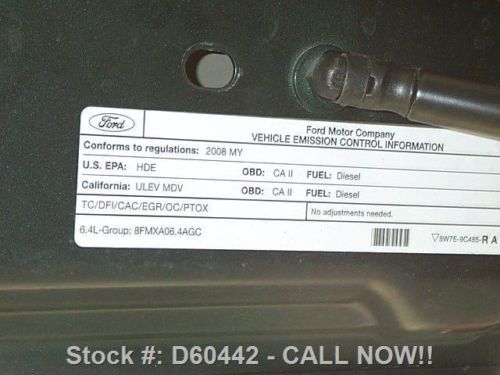 Ford
Ford Motor Company
VEHICLE EMISSION CONTROL INFORMATION
Conforms to regulations: 2008 MY
U.S. EPA: HDE OBD: CA II FUEL: Diesel
California: ULEV MDV OBD: CA II FUEL: Diesel
TC/DFI/CAC/EGR/OC/PTOX No adjustments needed.
6.4L-Group: 8FMXA06.4AGC ▽8W7E-9C485-RA
Stock #: D60442 - CALL NOW!!